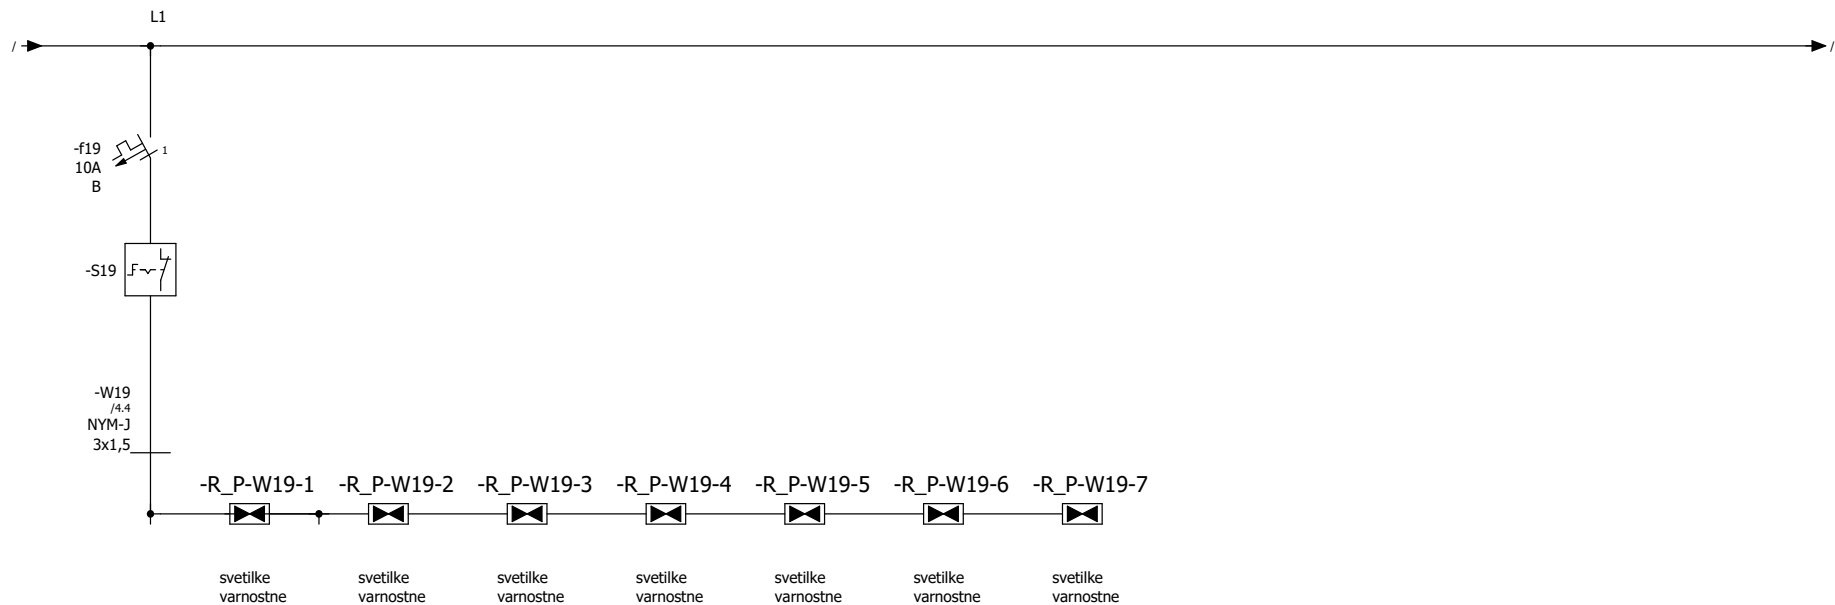 L1
/
/
-f19
10A
B
1
-S19
-W19
/4.4
NYM-J
3x1,5
-R_P-W19-1
-R_P-W19-2
-R_P-W19-3
-R_P-W19-4
-R_P-W19-5
-R_P-W19-6
-R_P-W19-7
svetilke
varnostne
svetilke
varnostne
svetilke
varnostne
svetilke
varnostne
svetilke
varnostne
svetilke
varnostne
svetilke
varnostne